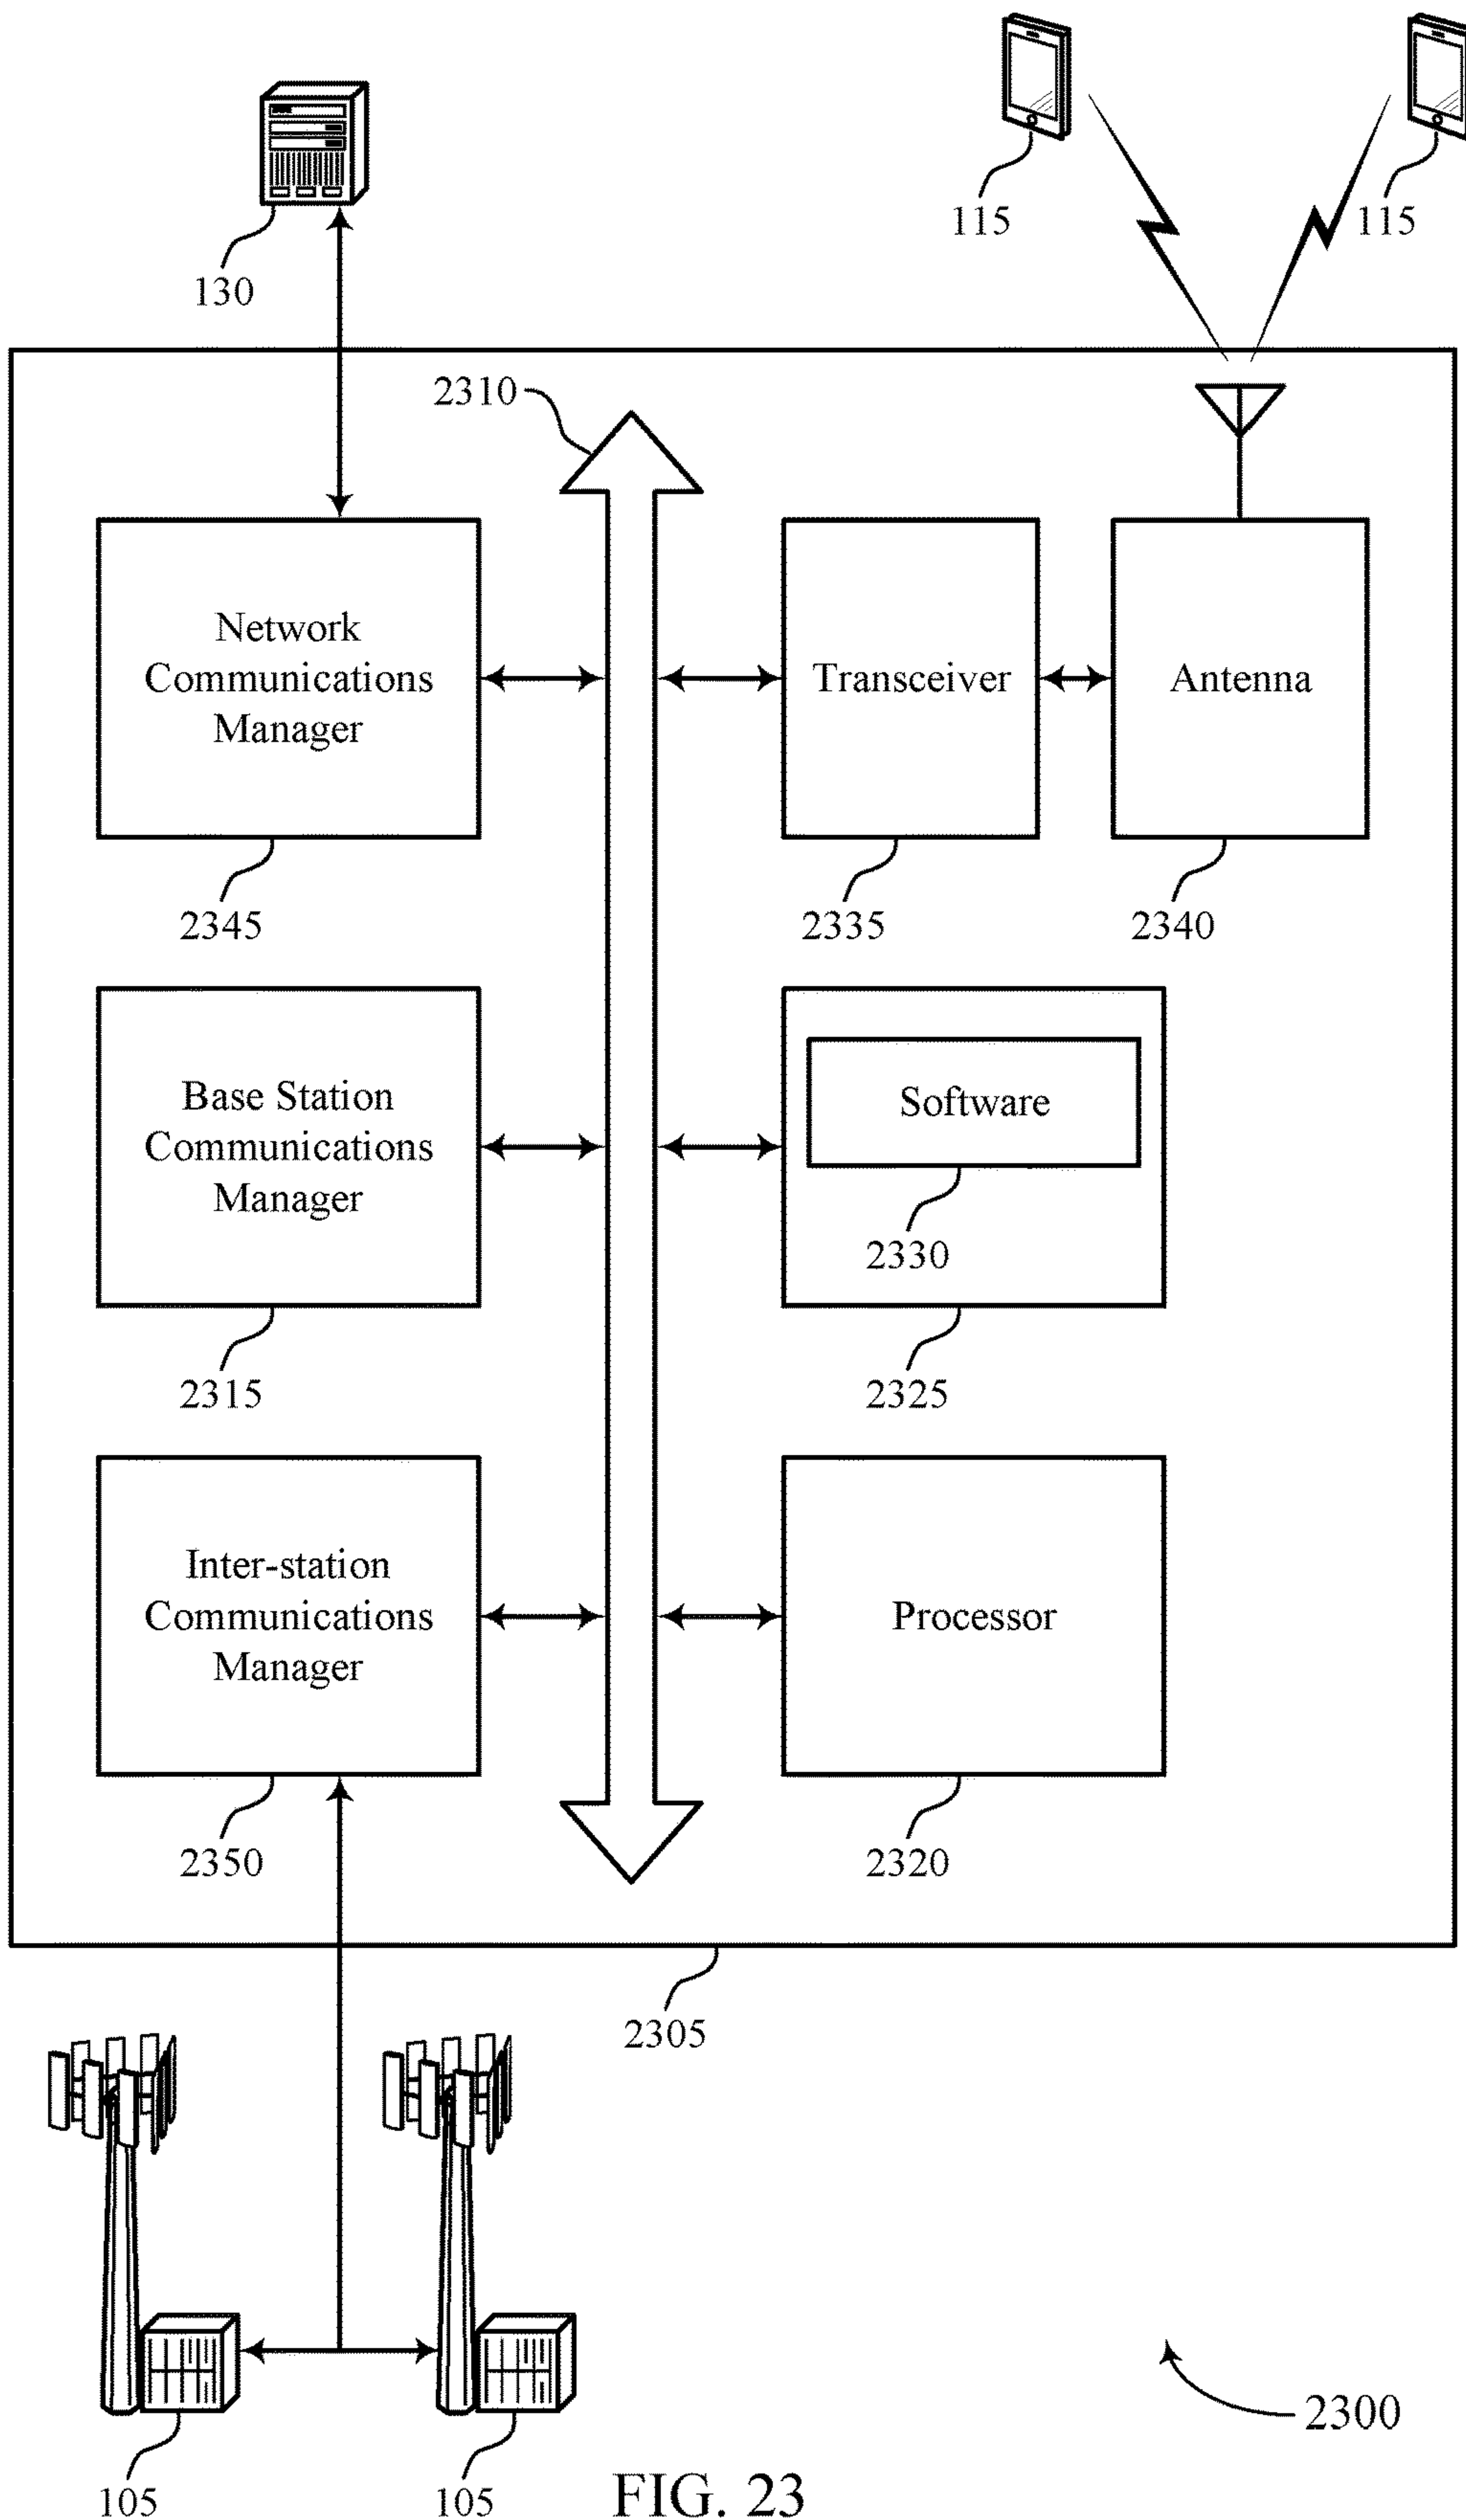 115
115
130
2310
Network
Communications
Manager
Transceiver
Antenna
2345
2335
2340
Base Station
Communications
Manager
Software
2330
2315
2325
Inter-station
Communications
Manager
Processor
2350
2320
2305
2300
105
105
FIG. 23